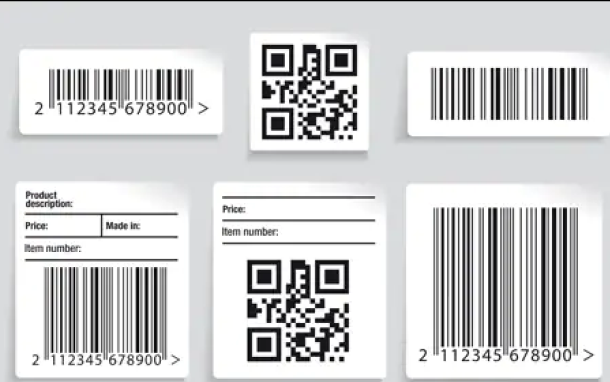 2 112345 678900 >
Product
description:
Price: Made in:
Item number:
2 112345 678900 >
Price:
Item number:
2 112345 678900 >